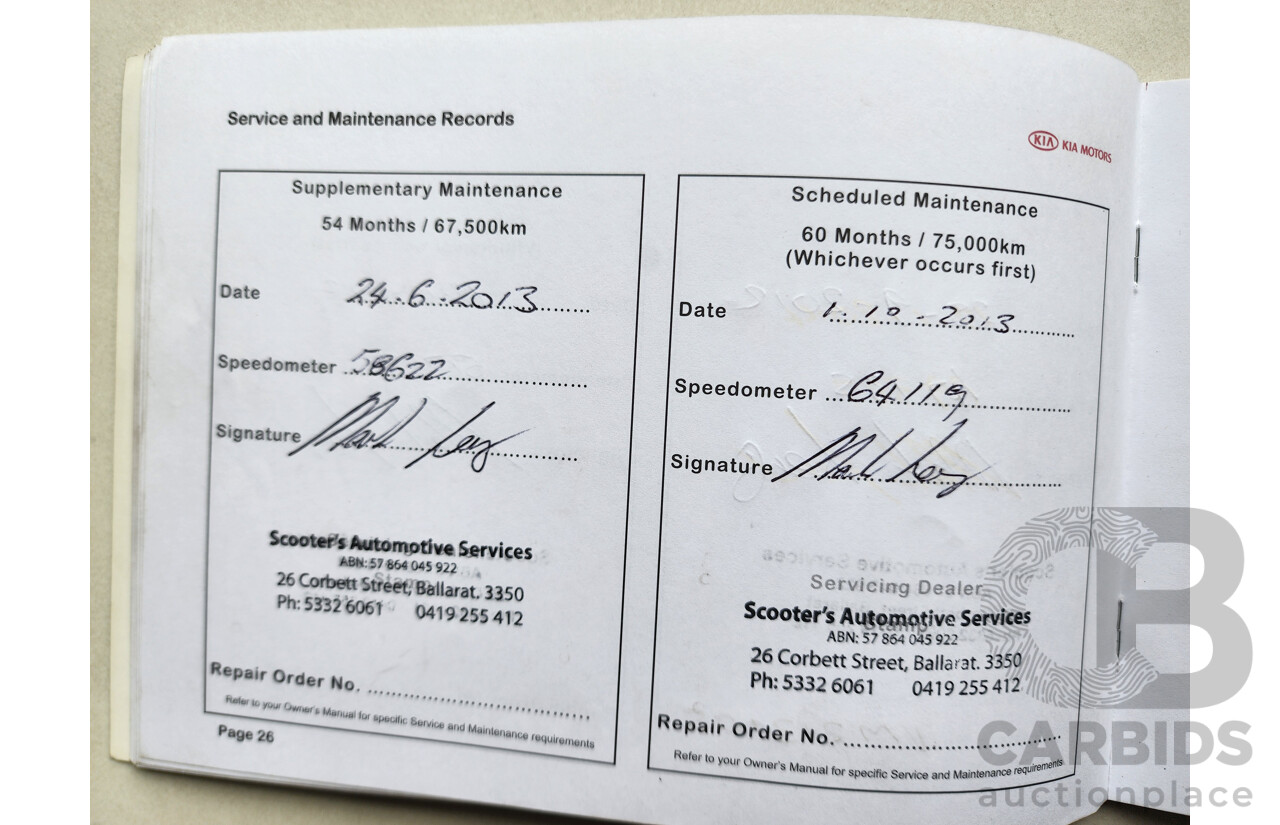 Service and Maintenance Records
KIA KIA MOTORS
Supplementary Maintenance
54 Months / 67,500km
Date 24.6.2013
Speedometer 58622
Signature
Scooter's Automotive Services
ABN: 57 864 045 922
26 Corbett Street, Ballarat. 3350
Ph: 5332 6061 0419 255 412
Repair Order No.
Refer to your Owner's Manual for specific Service and Maintenance requirements
Page 26
Scheduled Maintenance
60 Months / 75,000km
(Whichever occurs first)
Date 1.10-2013
Speedometer 64119
Signature
Servicing Dealer
Stamp
Scooter's Automotive Services
ABN: 57 864 045 922
26 Corbett Street, Ballarat. 3350
Ph: 5332 6061 0419 255 412
Repair Order No.
Refer to your Owner's Manual for specific Service and Maintenance requirements
CB
CARBIDS
auctionplace